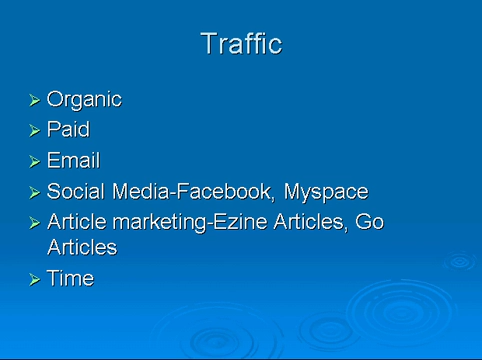 Traffic
Organic
Paid
Email
Social Media-Facebook, Myspace
Article marketing-Ezine Articles, Go
Articles
Time